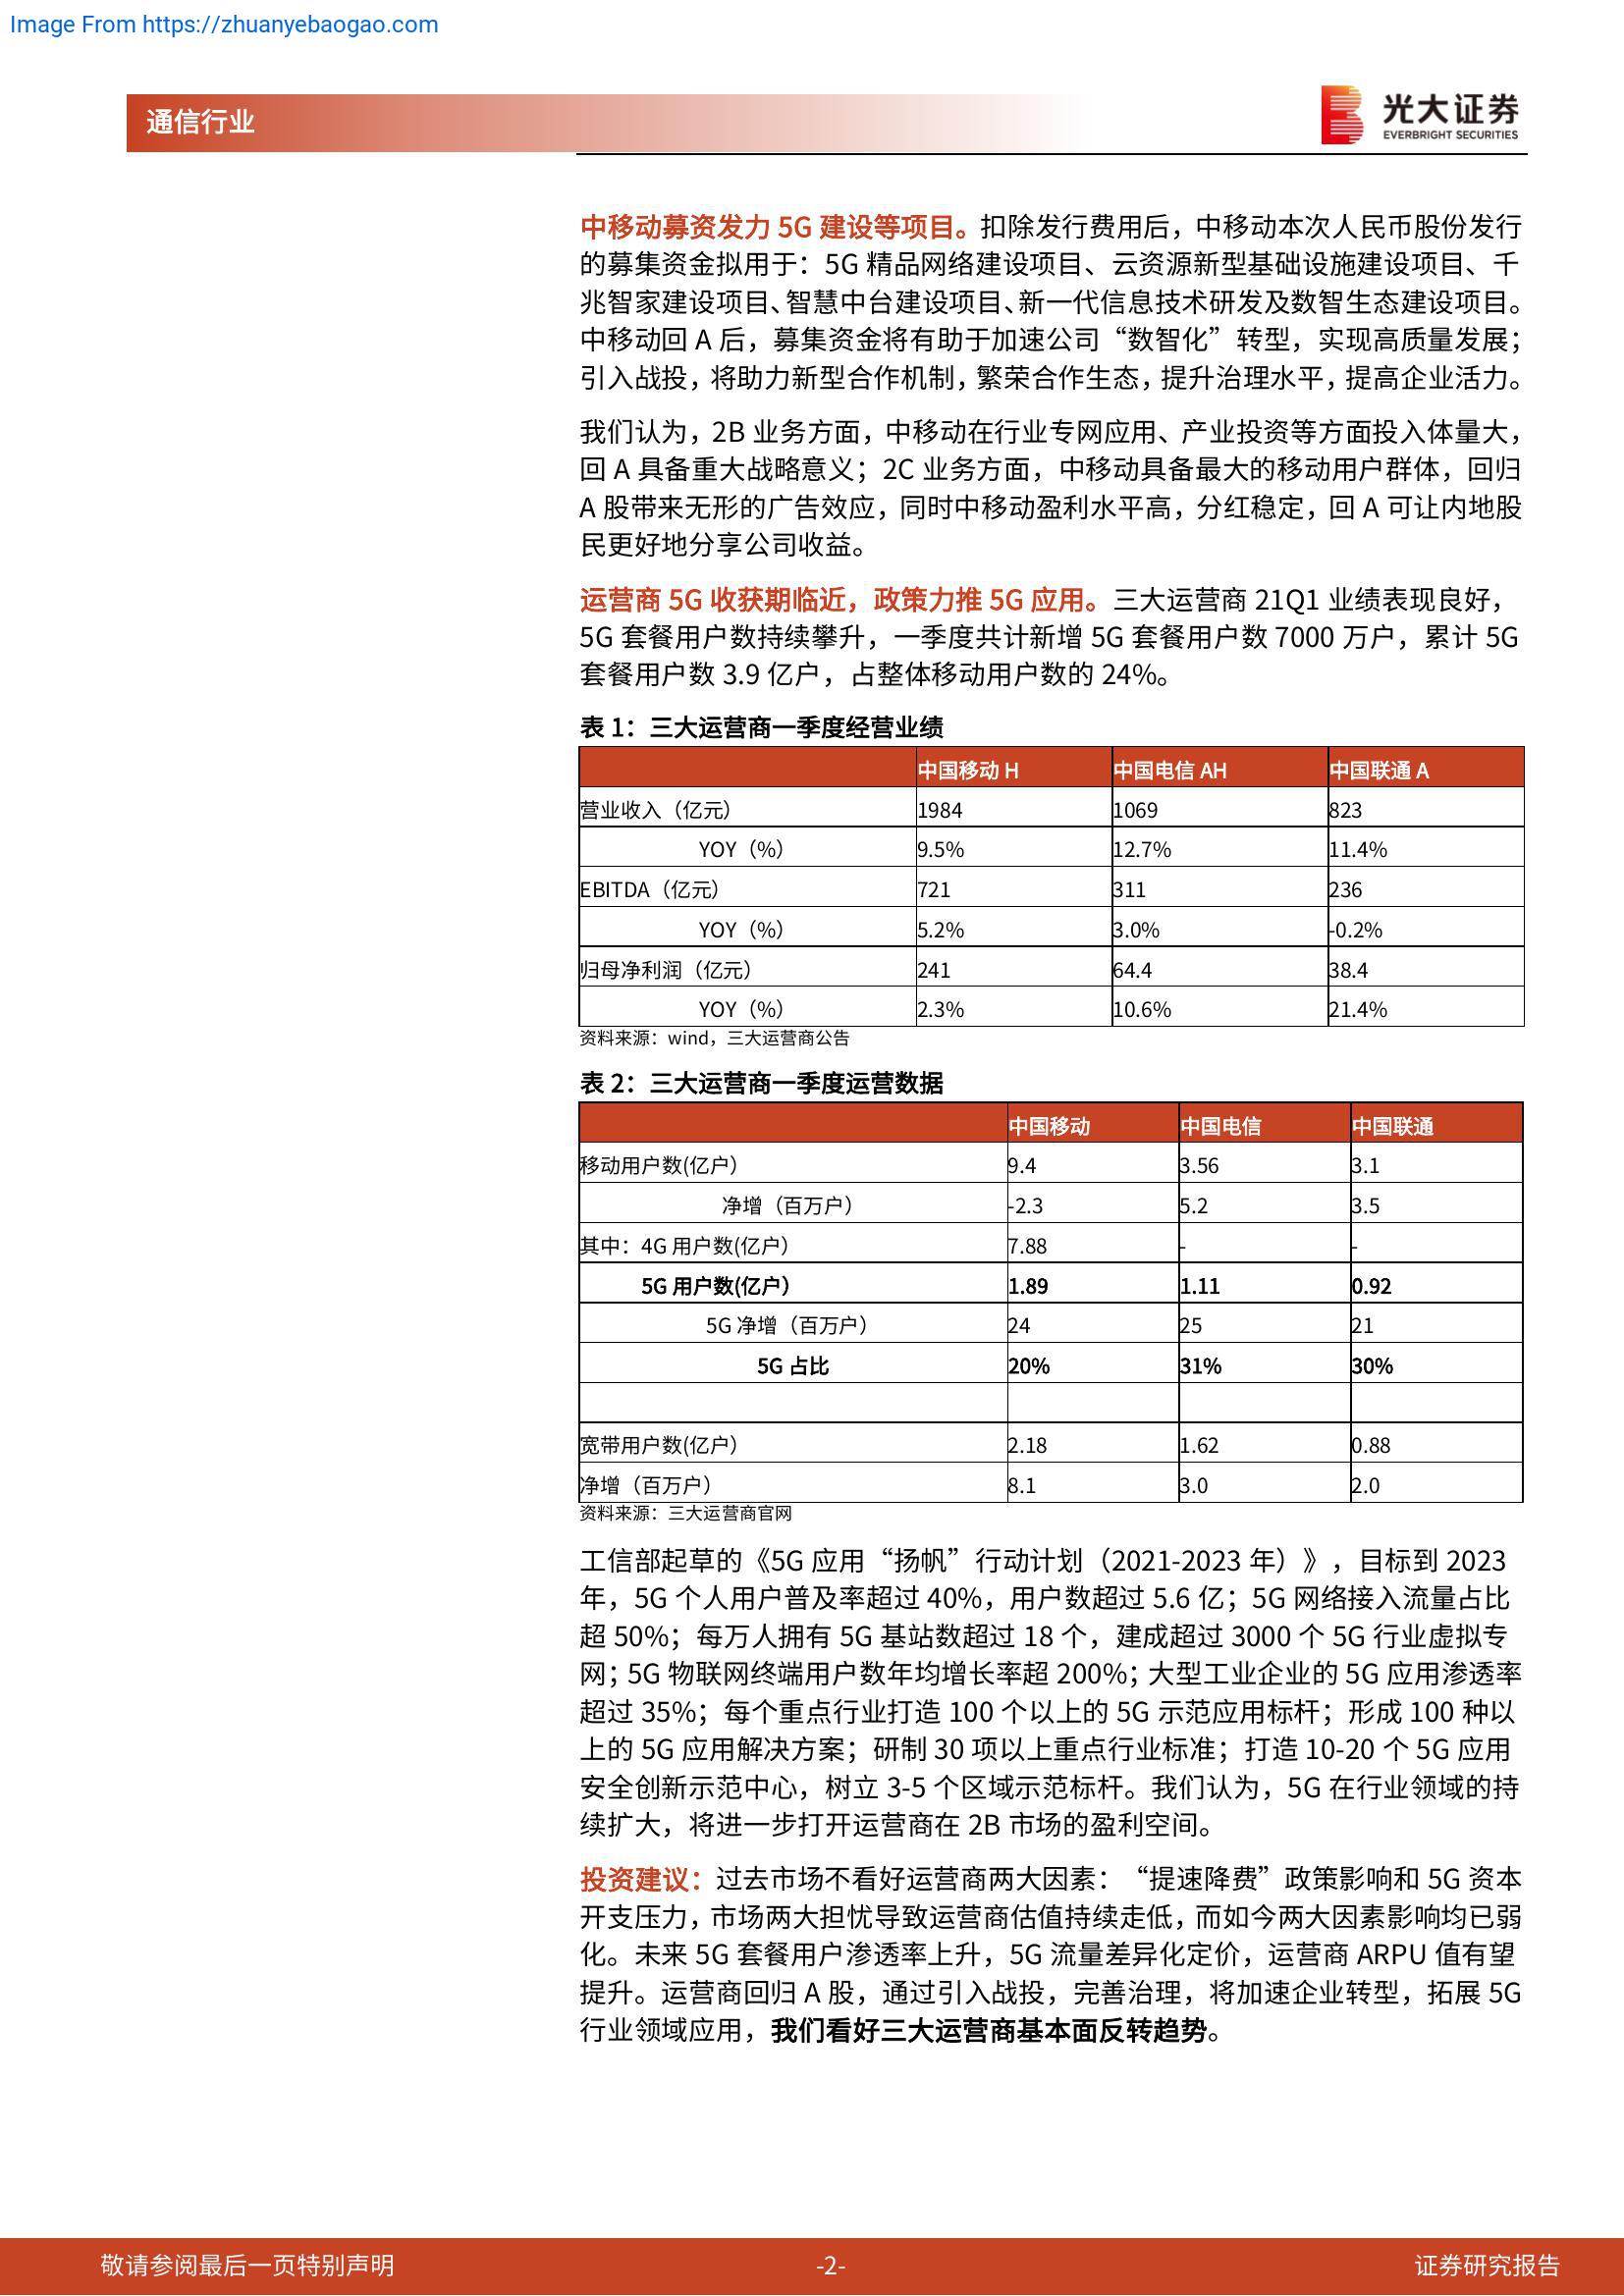 Image From https://zhuanyebaogao.com
通信行业
光大证券
EVERBRIGHT SECURITIES
中移动募资发力 5G 建设等项目。扣除发行费用后，中移动本次人民币股份发行
的募集资金拟用于：5G 精品网络建设项目、云资源新型基础设施建设项目、千
兆智家建设项目、智慧中台建设项目、新一代信息技术研发及数智生态建设项目。
中移动回 A 后，募集资金将有助于加速公司“数智化”转型，实现高质量发展；
引入战投，将助力新型合作机制，繁荣合作生态，提升治理水平，提高企业活力。
我们认为，2B 业务方面，中移动在行业专网应用、产业投资等方面投入体量大，
回 A 具备重大战略意义；2C 业务方面，中移动具备最大的移动用户群体，回归
A 股带来无形的广告效应，同时中移动盈利水平高，分红稳定，回 A 可让内地股
民更好地分享公司收益。
运营商 5G 收获期临近，政策力推 5G 应用。三大运营商 21Q1 业绩表现良好，
5G 套餐用户数持续攀升，一季度共计新增 5G 套餐用户数 7000 万户，累计 5G
套餐用户数 3.9 亿户，占整体移动用户数的 24%。
表 1：三大运营商一季度经营业绩
中国移动 H 中国电信 AH 中国联通 A
营业收入（亿元） 1984 1069 823
YOY（%） 9.5% 12.7% 11.4%
EBITDA（亿元） 721 311 236
YOY（%） 5.2% 3.0% -0.2%
归母净利润（亿元） 241 64.4 38.4
YOY（%） 2.3% 10.6% 21.4%
资料来源：wind，三大运营商公告
表 2：三大运营商一季度运营数据
中国移动 中国电信 中国联通
移动用户数(亿户） 9.4 3.56 3.1
净增（百万户） -2.3 5.2 3.5
其中：4G 用户数(亿户） 7.88 - -
5G 用户数(亿户） 1.89 1.11 0.92
5G 净增（百万户） 24 25 21
5G 占比 20% 31% 30%
宽带用户数(亿户） 2.18 1.62 0.88
净增（百万户） 8.1 3.0 2.0
资料来源：三大运营商官网
工信部起草的《5G 应用“扬帆”行动计划（2021-2023 年）》，目标到 2023
年，5G 个人用户普及率超过 40%，用户数超过 5.6 亿；5G 网络接入流量占比
超 50%；每万人拥有 5G 基站数超过 18 个，建成超过 3000 个 5G 行业虚拟专
网；5G 物联网终端用户数年均增长率超 200%；大型工业企业的 5G 应用渗透率
超过 35%；每个重点行业打造 100 个以上的 5G 示范应用标杆；形成 100 种以
上的 5G 应用解决方案；研制 30 项以上重点行业标准；打造 10-20 个 5G 应用
安全创新示范中心，树立 3-5 个区域示范标杆。我们认为，5G 在行业领域的持
续扩大，将进一步打开运营商在 2B 市场的盈利空间。
投资建议：过去市场不看好运营商两大因素：“提速降费”政策影响和 5G 资本
开支压力，市场两大担忧导致运营商估值持续走低，而如今两大因素影响均已弱
化。未来 5G 套餐用户渗透率上升，5G 流量差异化定价，运营商 ARPU 值有望
提升。运营商回归 A 股，通过引入战投，完善治理，将加速企业转型，拓展 5G
行业领域应用，我们看好三大运营商基本面反转趋势。
敬请参阅最后一页特别声明 -2- 证券研究报告